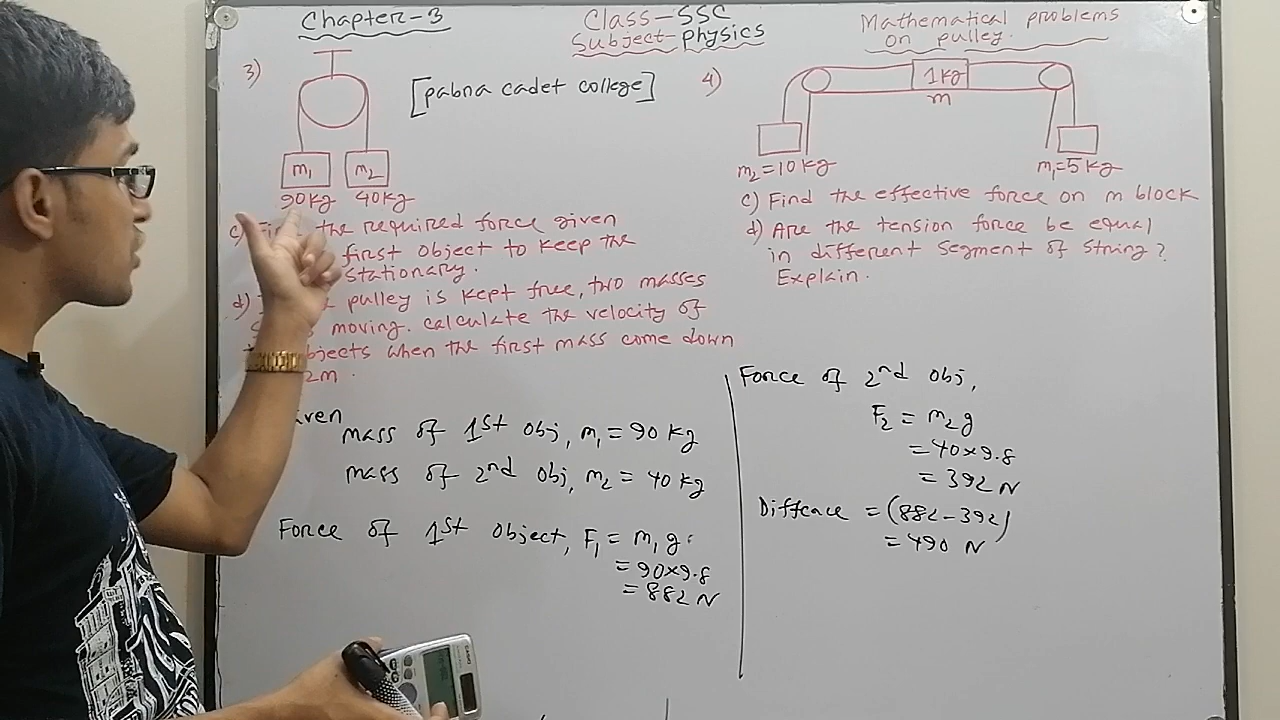 Chapter-3
Class-SSC
Subject-physics
Mathematical problems
on pulley.
3)
[pabna cadet college]
m1 m2
90kg 40kg
c) the required force given
first object to keep the
stationary.
d) pulley is kept free, two masses
moving. calculate the velocity of
objects when the first mass come down
2m.
4)
1kg
m
m2=10kg
m1=5kg
c) Find the effective force on m block
d) Are the tension force be equal
in different segment of string?
Explain.
mass of 1st obj, m1 = 90 kg
mass of 2nd obj, m2 = 40 kg
Force of 1st object, F1 = m1g
= 90×9.8
= 882 N
Force of 2nd obj,
F2 = m2g
= 40×9.8
= 392 N
Diffcace = (882-392)
= 490 N
CASIO